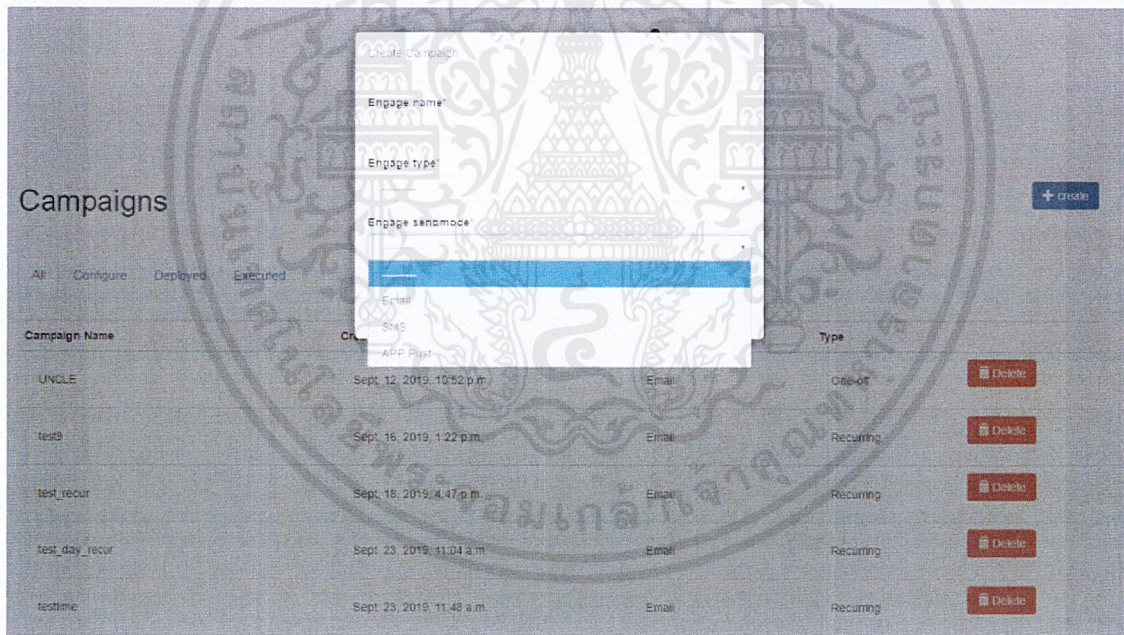 Create Campaign
Engage name*
Engage type*
---------
Engage sendmode*
---------
Email
SMS
APP Push
Campaigns
+ create
All Configure Deployed Executed
Campaign Name Type
UNCLE Sept. 12, 2019, 10:52 p.m. Email One-off Delete
test9 Sept. 16, 2019, 1:22 p.m. Email Recurring Delete
test_recur Sept. 18, 2019, 4:47 p.m. Email Recurring Delete
test_day_recur Sept. 23, 2019, 11:04 a.m. Email Recurring Delete
testtime Sept. 23, 2019, 11:48 a.m. Email Recurring Delete